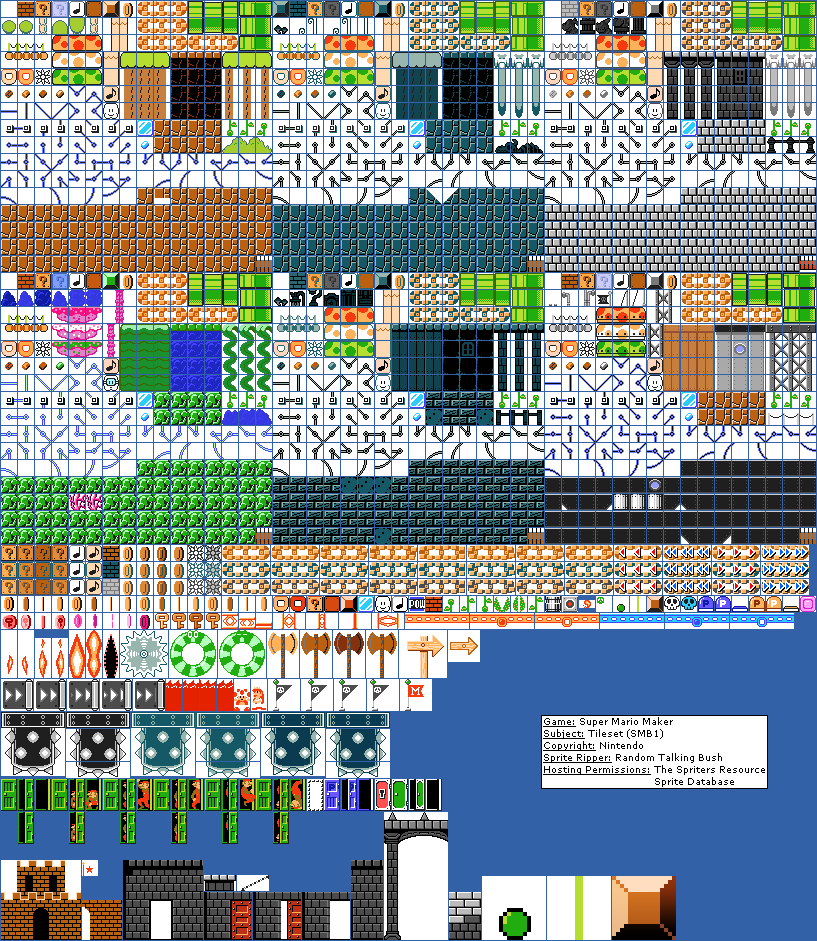 POW
P P
M
Game: Super Mario Maker
Subject: Tileset (SMB1)
Copyright: Nintendo
Sprite Ripper: Random Talking Bush
Hosting Permissions: The Spriters Resource
Sprite Database